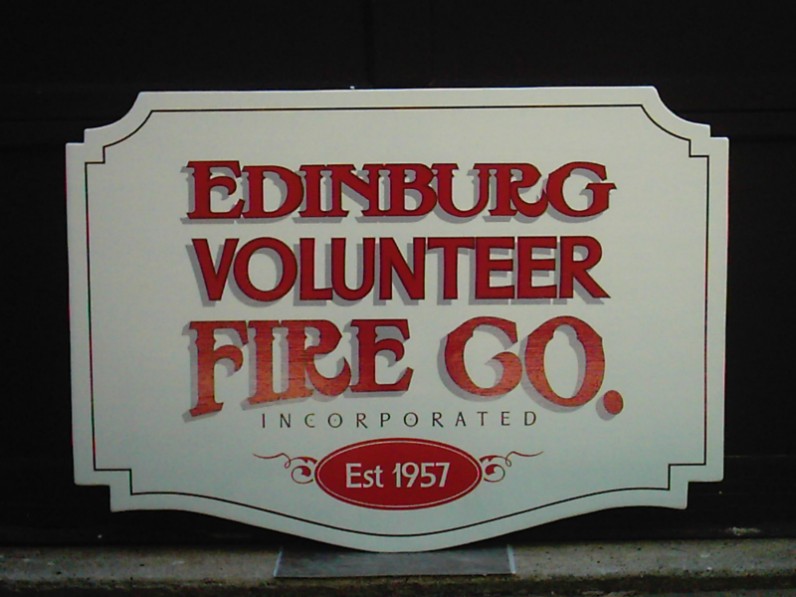 EDINBURG
VOLUNTEER
FIRE CO.
INCORPORATED
Est 1957